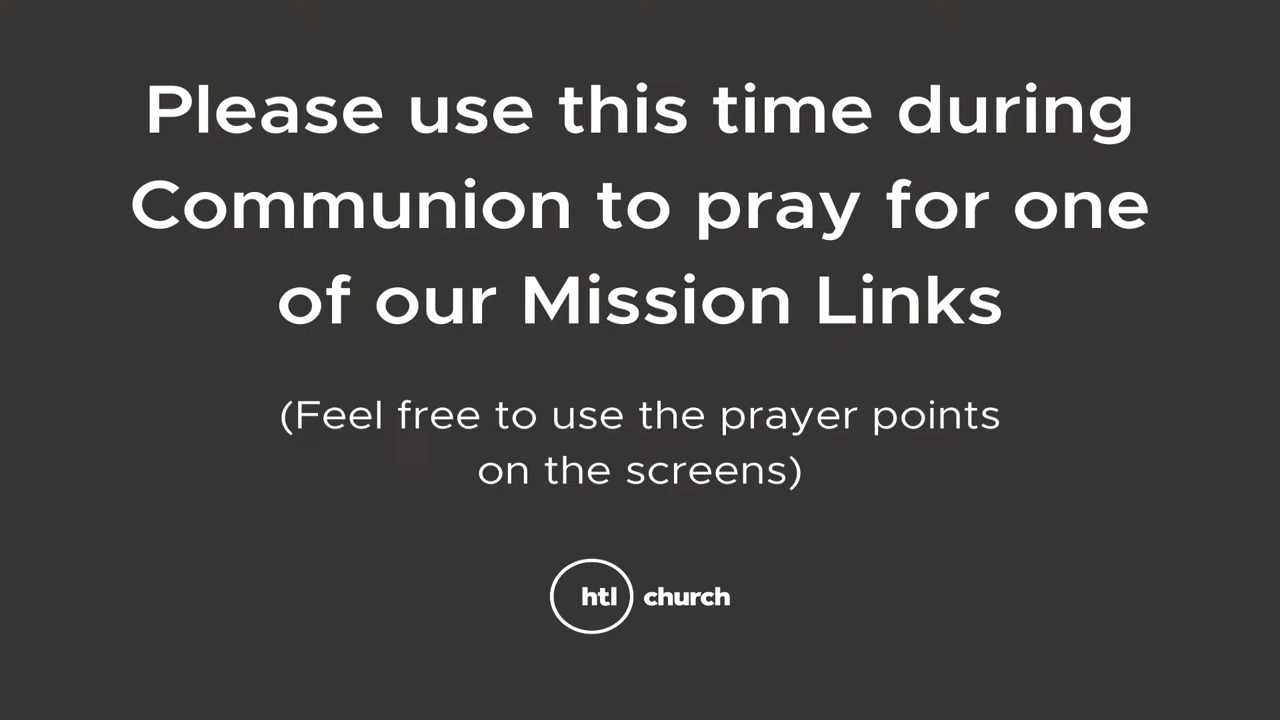 Please use this time during
Communion to pray for one
of our Mission Links
(Feel free to use the prayer points
on the screens)
htl church